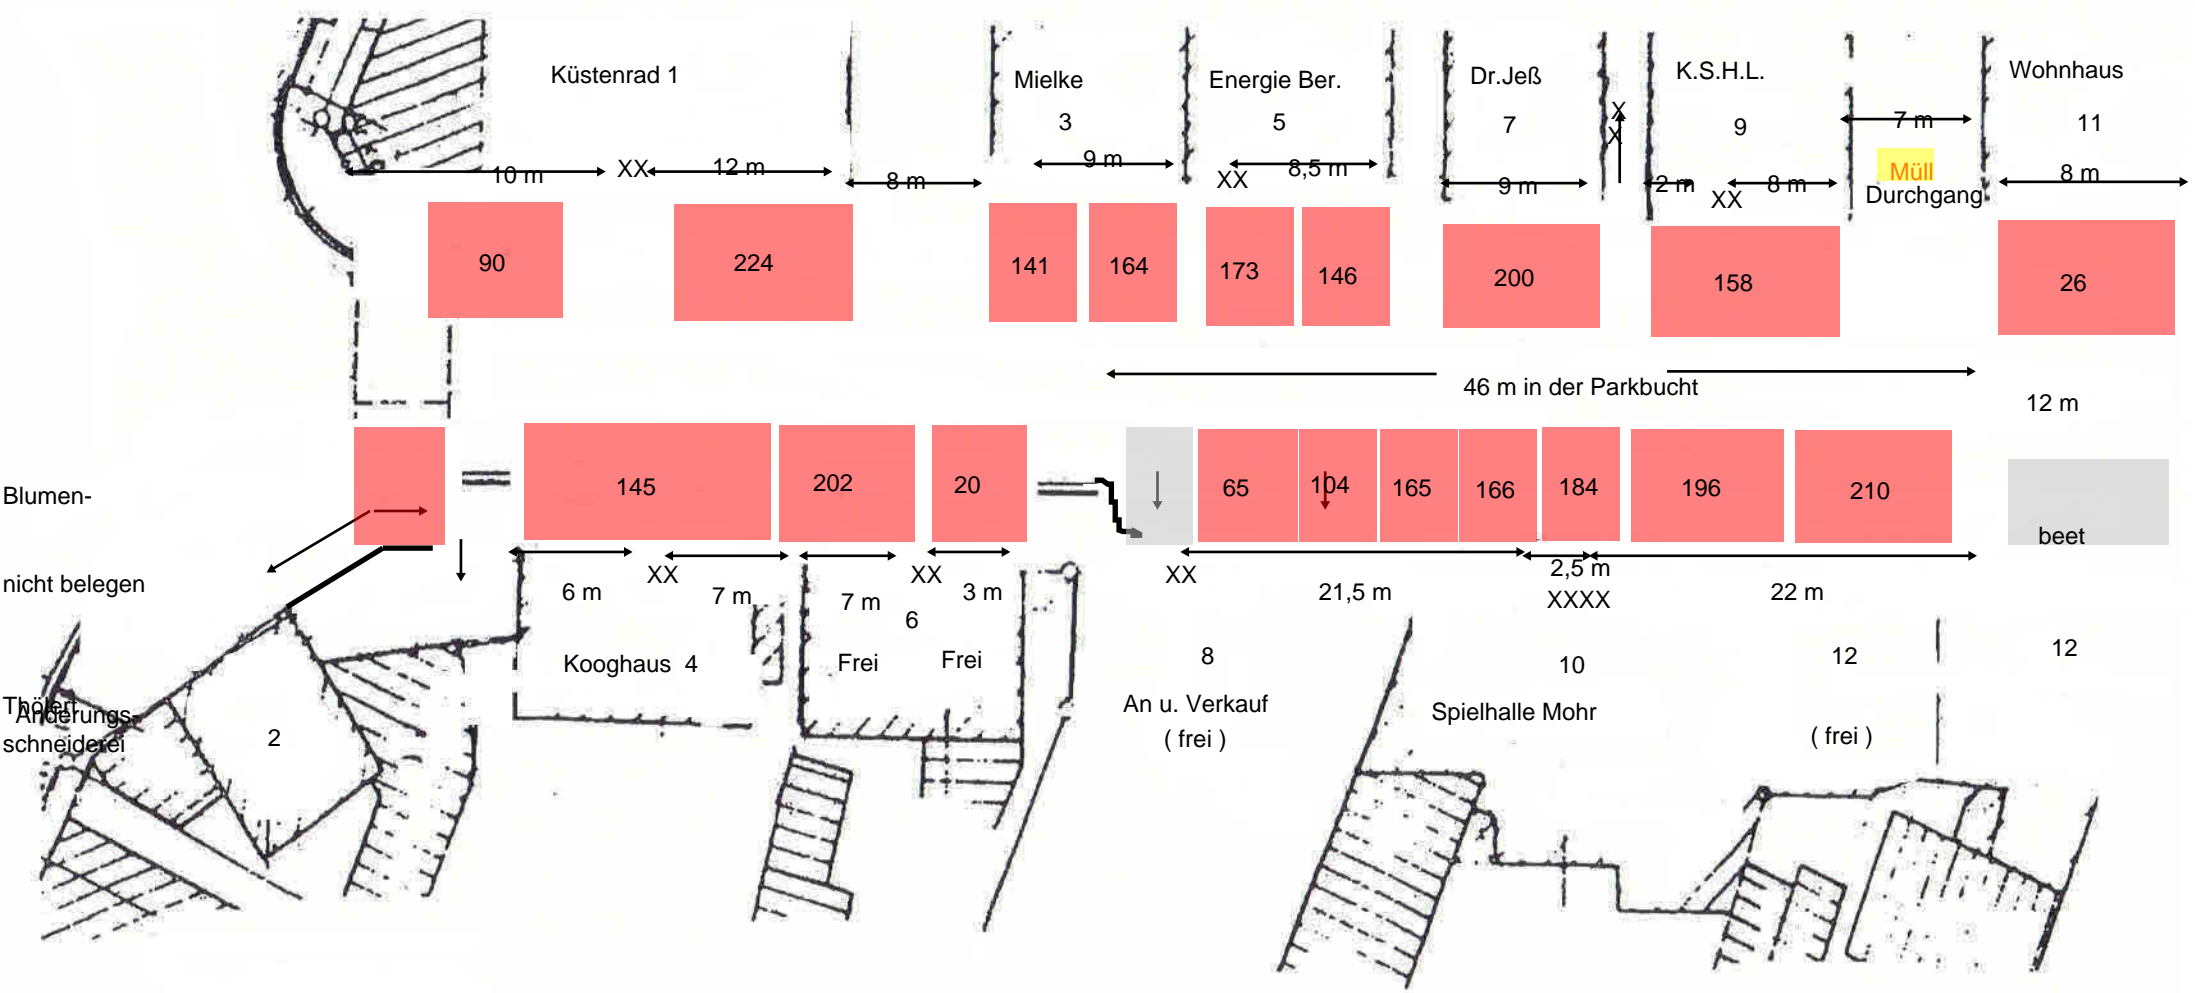 Küstenrad 1
Mielke
Energie Ber.
Dr.Jeß
K.S.H.L.
Wohnhaus
3
5
7
9
11
X
X
10 m
XX
12 m
8 m
9 m
XX
8,5 m
9 m
2 m
XX
8 m
7 m
Müll
Durchgang
8 m
90
224
141
164
173
146
200
158
26
46 m in der Parkbucht
12 m
145
202
20
65
104
165
166
184
196
210
beet
Blumen-
nicht belegen
6 m
XX
7 m
7 m
XX
3 m
6
XX
21,5 m
2,5 m
XXXX
22 m
Kooghaus 4
Frei
Frei
8
10
12
12
An u. Verkauf
( frei )
Spielhalle Mohr
( frei )
Thölert
Änderungs-
schneiderei
2